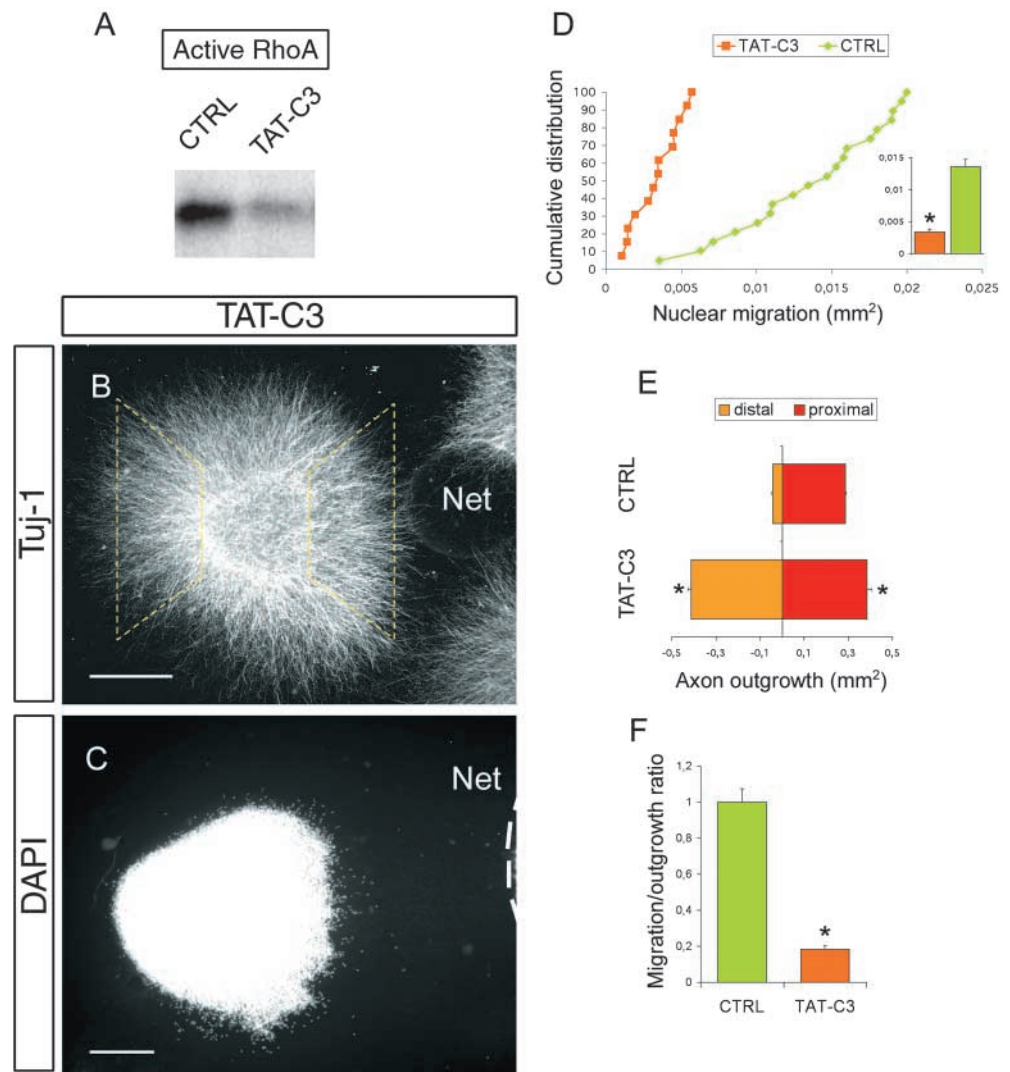 A
Active RhoA
CTRL TAT-C3
TAT-C3
Tuj-1
B
Net
DAPI
C
Net
D
TAT-C3 CTRL
Cumulative distribution
100
90
80
70
60
50
40
30
20
10
0
0 0,005 0,01 0,015 0,02 0,025
Nuclear migration (mm²)
0,015
0,01
0,005
0
*
E
distal proximal
CTRL
TAT-C3
* *
-0,5 -0,3 -0,1 0,1 0,3 0,5
Axon outgrowth (mm²)
F
Migration/outgrowth ratio
1,2
1
0,8
0,6
0,4
0,2
0
*
CTRL TAT-C3